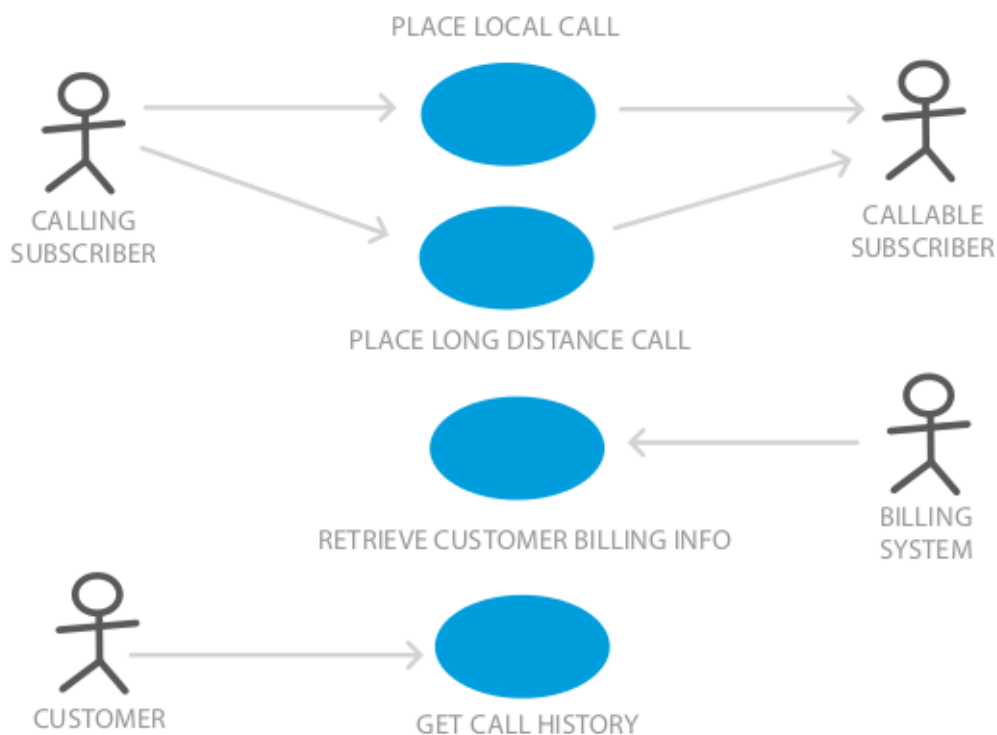 PLACE LOCAL CALL
CALLING
SUBSCRIBER
CALLABLE
SUBSCRIBER
PLACE LONG DISTANCE CALL
BILLING
SYSTEM
RETRIEVE CUSTOMER BILLING INFO
CUSTOMER
GET CALL HISTORY